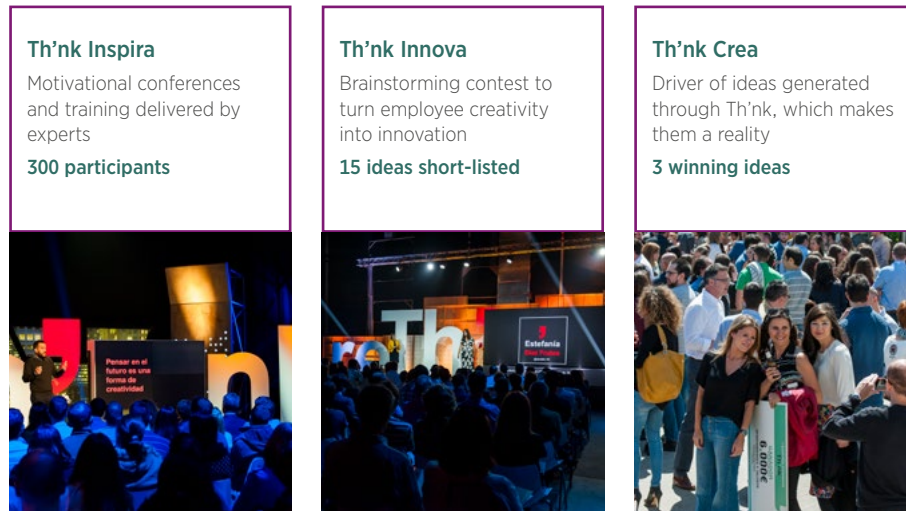 Th’nk Inspira
Motivational conferences
and training delivered by
experts
300 participants
Th’nk Innova
Brainstorming contest to
turn employee creativity
into innovation
15 ideas short-listed
Th’nk Crea
Driver of ideas generated
through Th’nk, which makes
them a reality
3 winning ideas
Pensar en el
futuro es una
forma de
creatividad
n
Th
Estefanía
6.000€